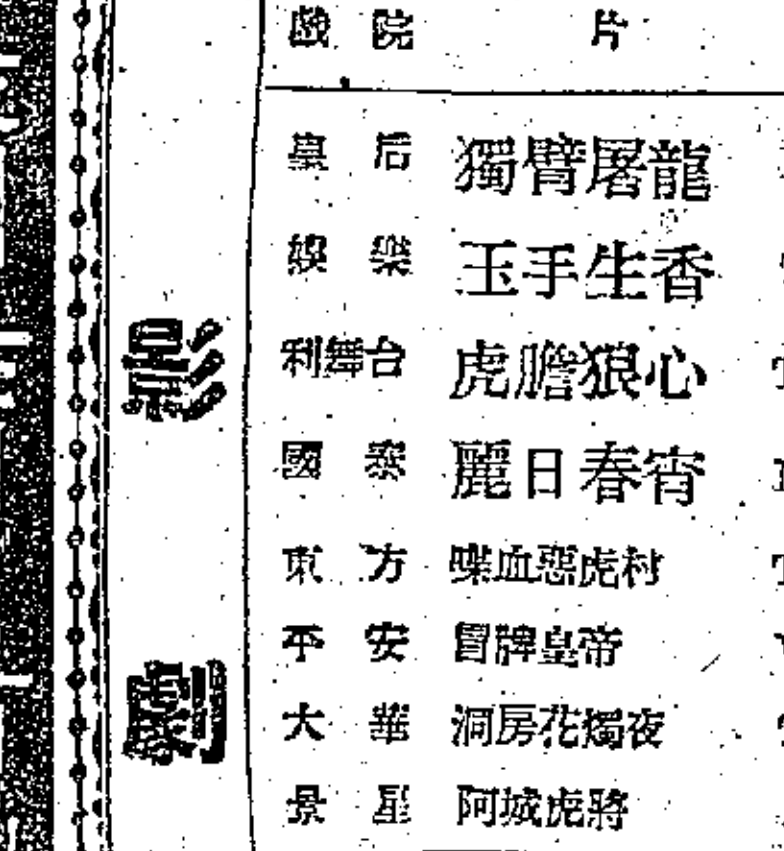 戲院 片
皇后 獨臂屠龍
娛樂 玉手生香
利舞台 虎膽狼心
國泰 麗日春宵
東方 喋血惡虎村
平安 冒牌皇帝
大華 洞房花燭夜
景星 阿城虎將
影